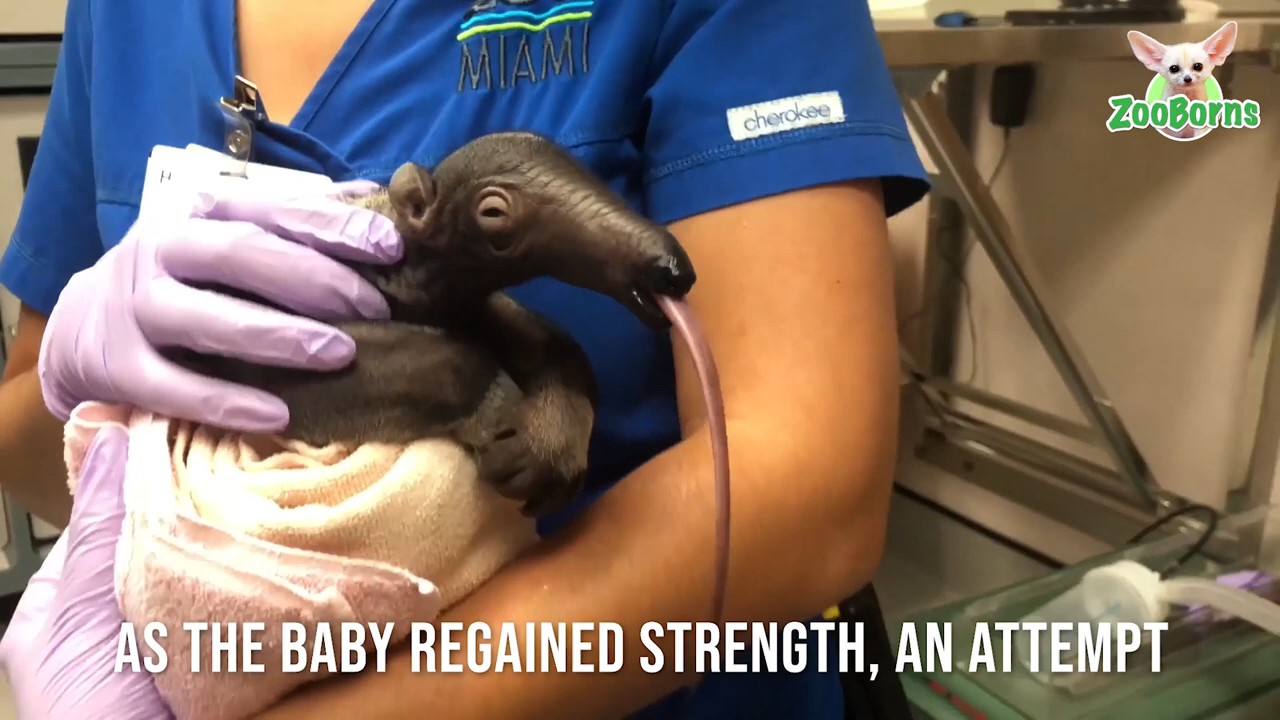 MIAMI
cherokee
ZooBorns
H
AS THE BABY REGAINED STRENGTH, AN ATTEMPT